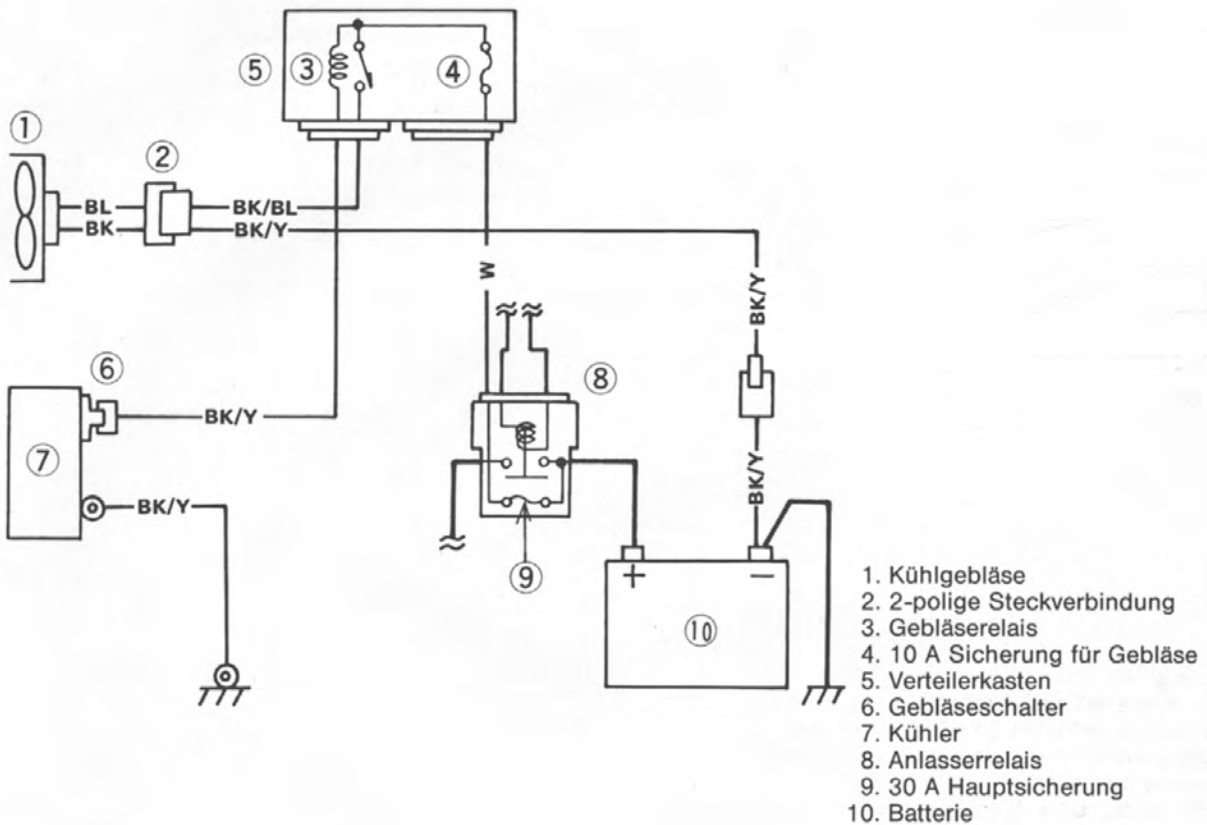 ⑤ ③ ④
①
②
BL BK/BL
BK BK/Y
W
BK/Y
⑥
⑧
BK/Y
⑦
BK/Y
BK/Y
⑨
+ −
⑩
1. Kühlgebläse
2. 2-polige Steckverbindung
3. Gebläserelais
4. 10 A Sicherung für Gebläse
5. Verteilerkasten
6. Gebläseschalter
7. Kühler
8. Anlasserrelais
9. 30 A Hauptsicherung
10. Batterie